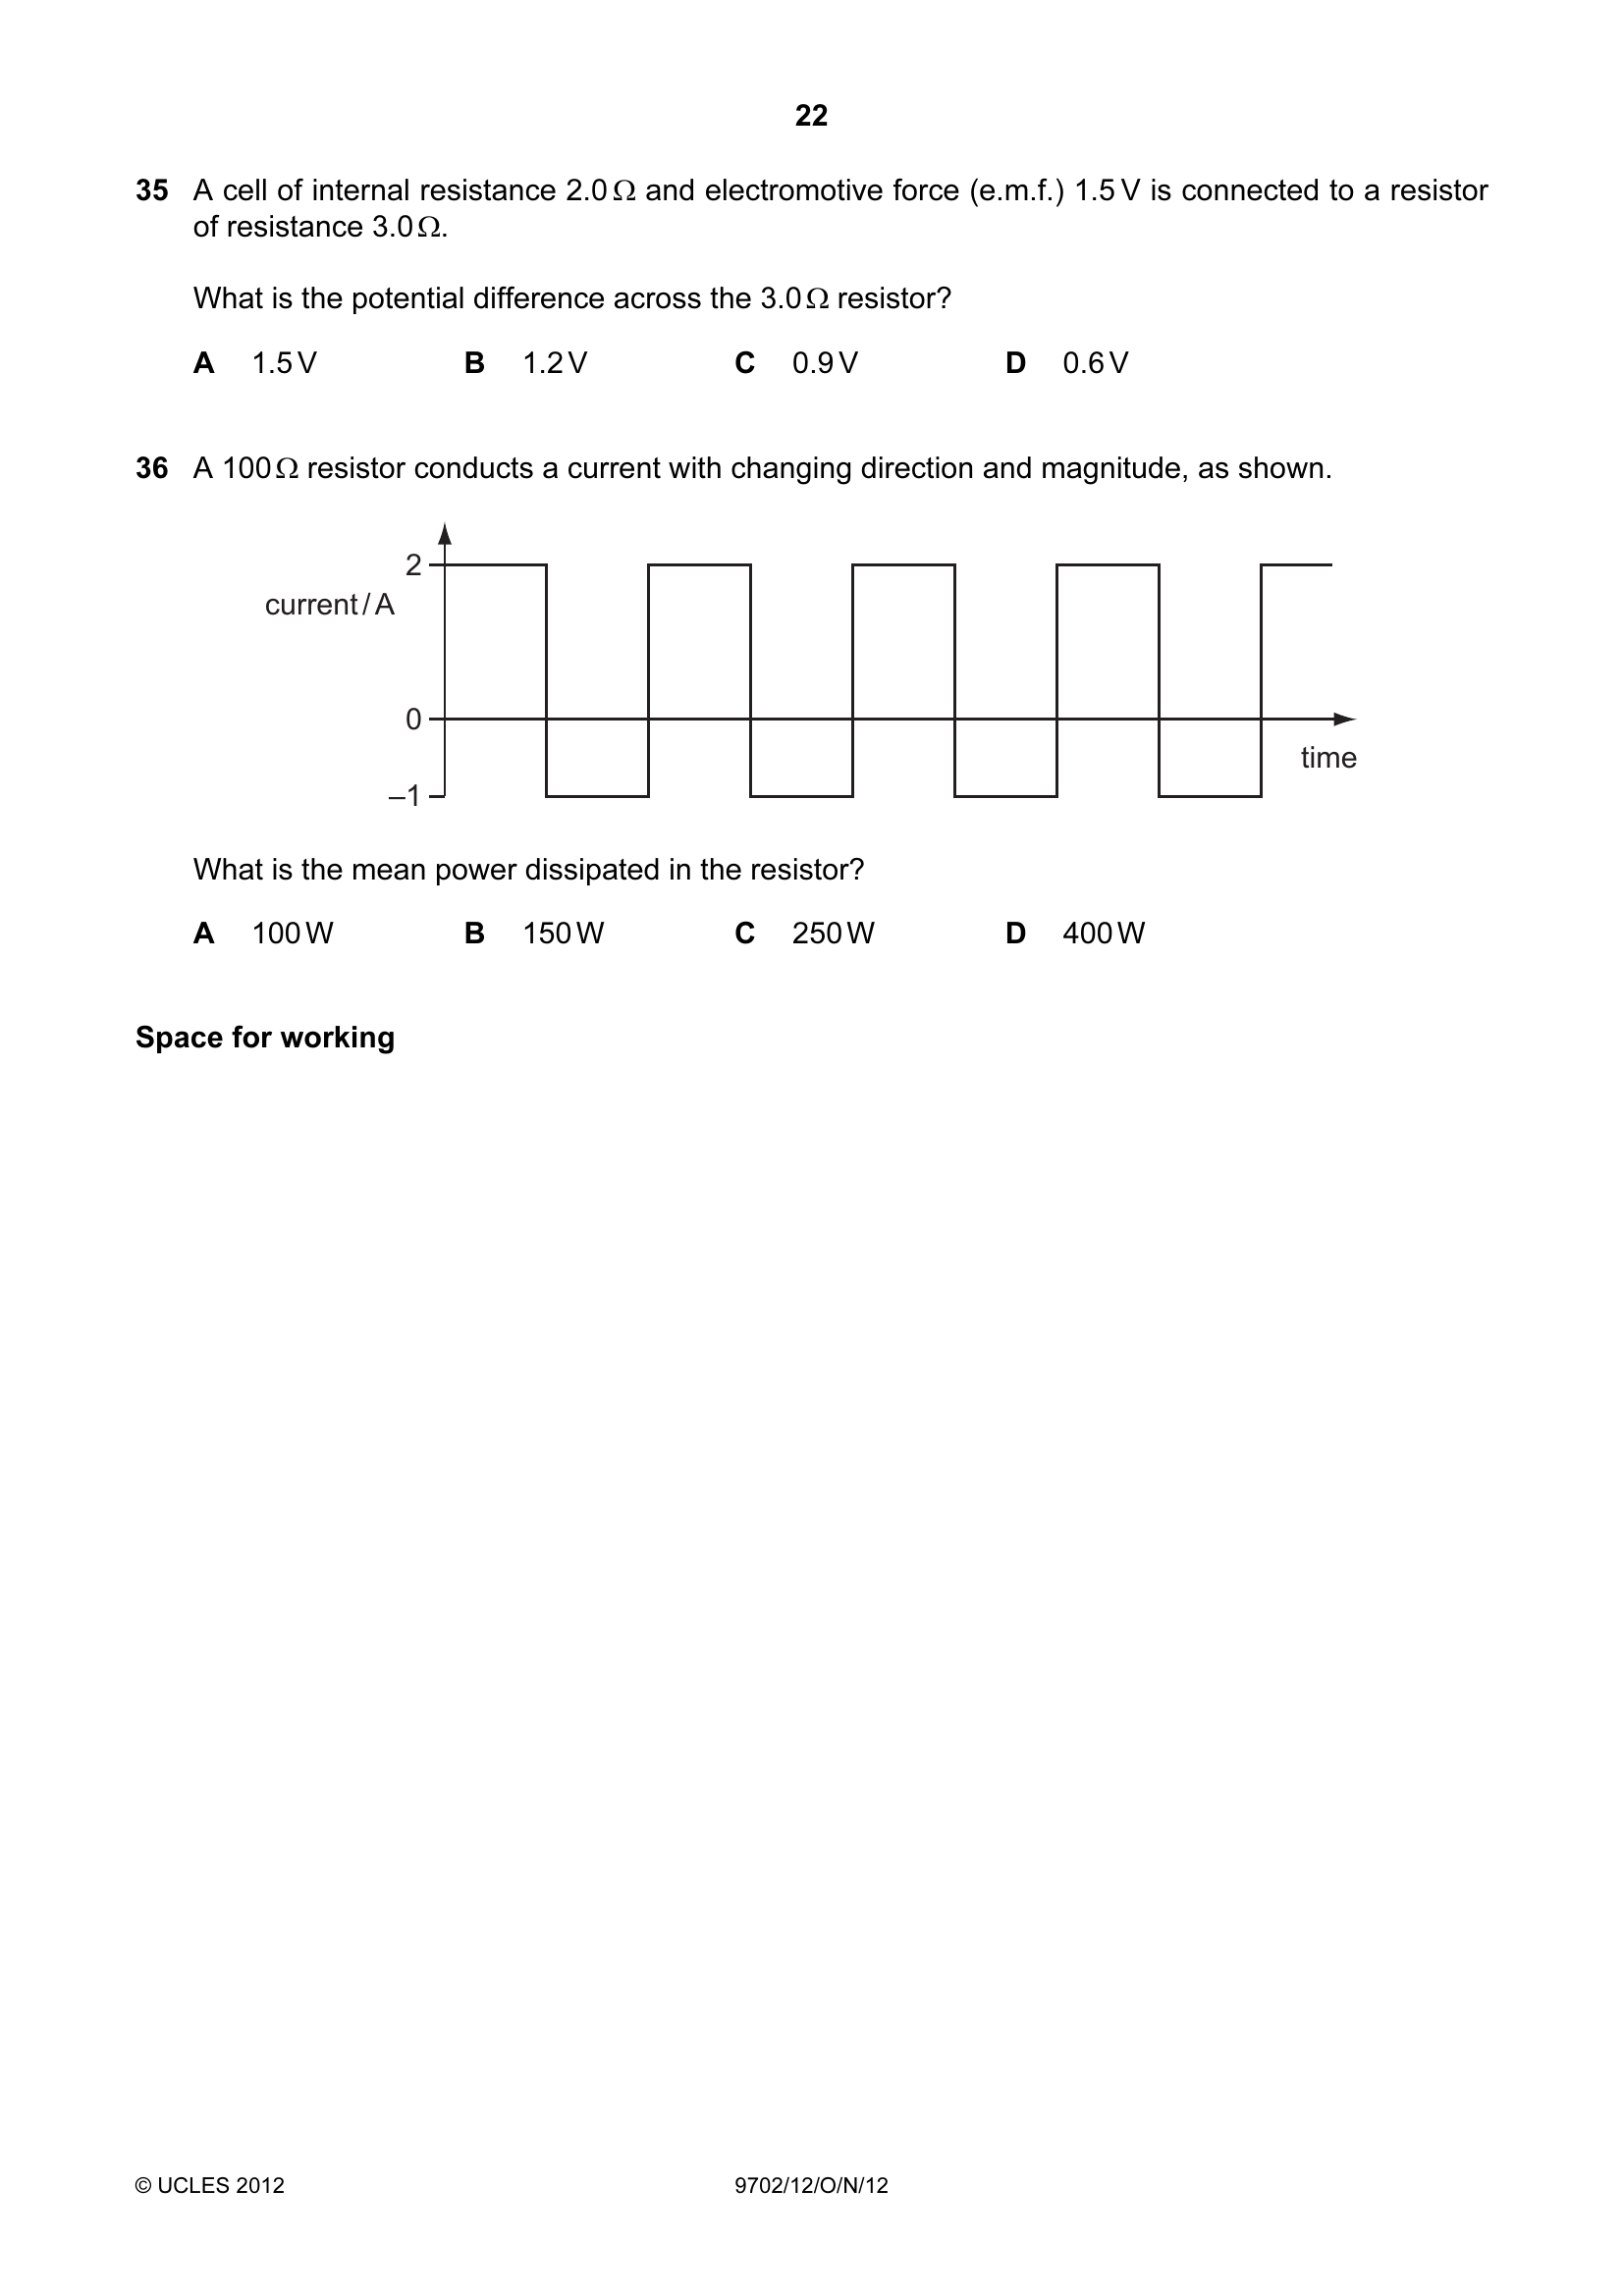 22
35 A cell of internal resistance 2.0 Ω and electromotive force (e.m.f.) 1.5 V is connected to a resistor
of resistance 3.0 Ω.
What is the potential difference across the 3.0 Ω resistor?
A 1.5 V B 1.2 V C 0.9 V D 0.6 V
36 A 100 Ω resistor conducts a current with changing direction and magnitude, as shown.
2
current / A
0
time
–1
What is the mean power dissipated in the resistor?
A 100 W B 150 W C 250 W D 400 W
Space for working
© UCLES 2012 9702/12/O/N/12